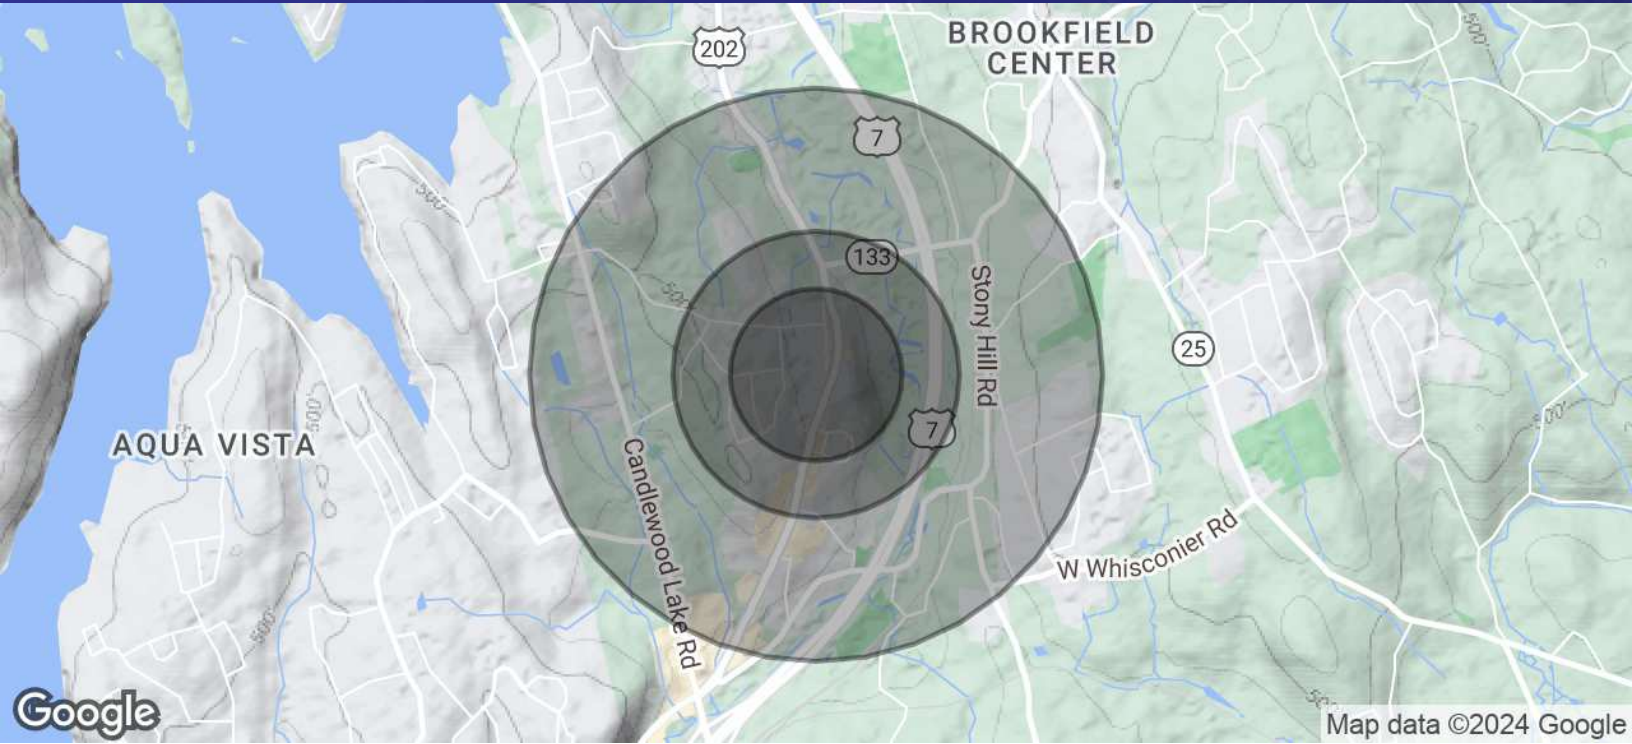 BROOKFIELD
CENTER
202
500'
7
500'
133
500'
Stony Hill Rd
25
500'
7
500'
AQUA VISTA
Candlewood Lake Rd
W Whisconier Rd
500'
Google
Map data ©2024 Google